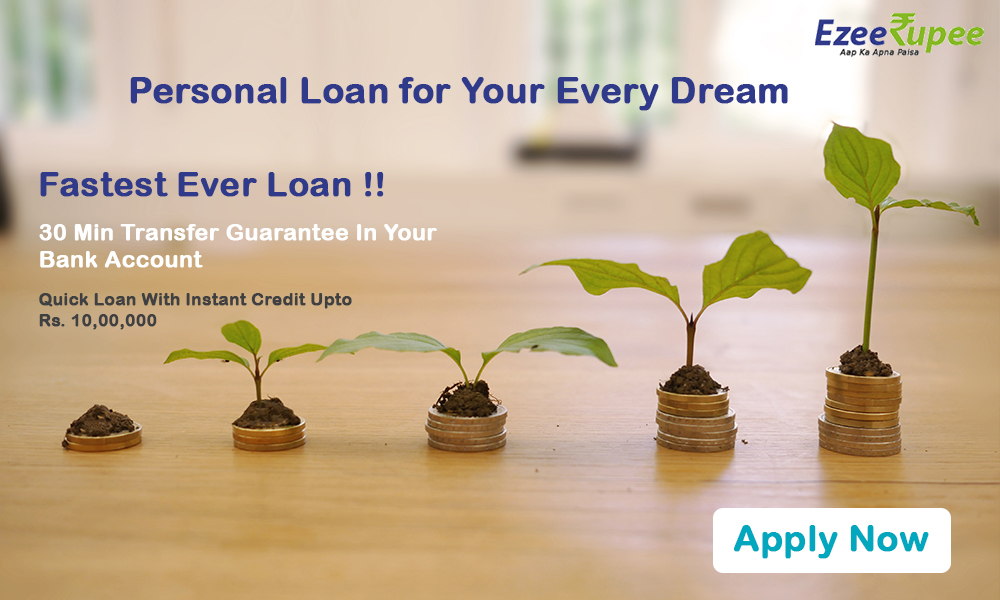 EzeeRupee
Aap Ka Apna Paisa
Personal Loan for Your Every Dream
Fastest Ever Loan !!
30 Min Transfer Guarantee In Your
Bank Account
Quick Loan With Instant Credit Upto
Rs. 10,00,000
Apply Now